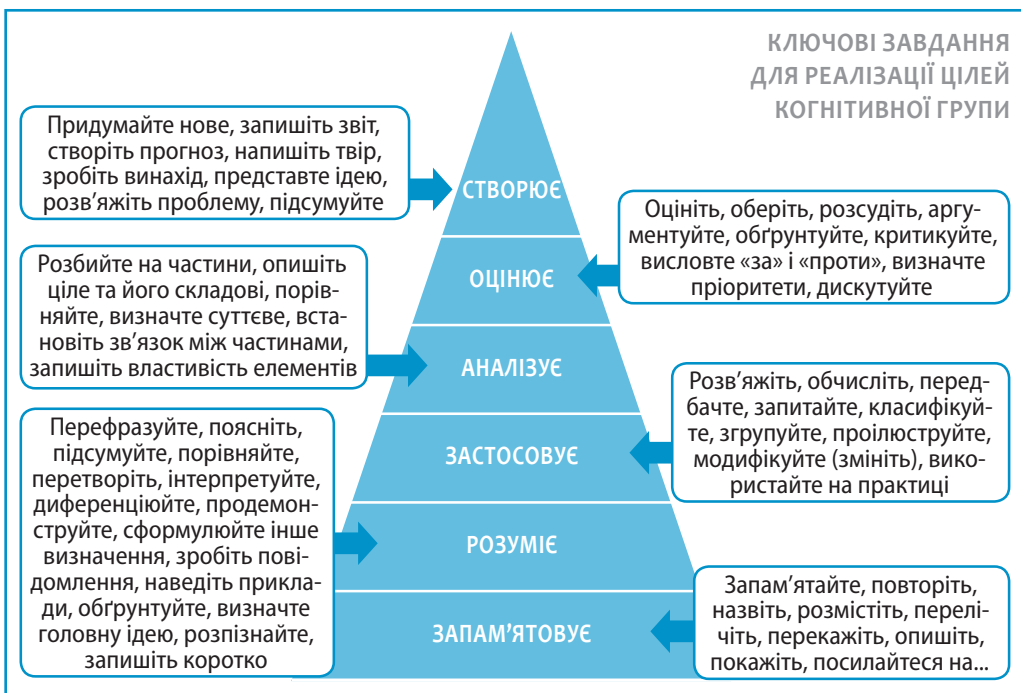 КЛЮЧОВІ ЗАВДАННЯ
ДЛЯ РЕАЛІЗАЦІЇ ЦІЛЕЙ
КОГНІТИВНОЇ ГРУПИ
Придумайте нове, запишіть звіт,
створіть прогноз, напишіть твір,
зробіть винахід, представте ідею,
розв'яжіть проблему, підсумуйте
СТВОРЮЄ
Оцініть, оберіть, розсудіть, аргу-
ментуйте, обґрунтуйте, критикуйте,
висловте «за» і «проти», визначте
пріоритети, дискутуйте
ОЦІНЮЄ
Розбийте на частини, опишіть
ціле та його складові, порів-
няйте, визначте суттєве, вста-
новіть зв'язок між частинами,
запишіть властивість елементів
АНАЛІЗУЄ
Розв'яжіть, обчисліть, перед-
бачте, запитайте, класифікуй-
те, згрупуйте, проілюструйте,
модифікуйте (змініть), вико-
ристайте на практиці
ЗАСТОСОВУЄ
Перефразуйте, поясніть,
підсумуйте, порівняйте,
перетворіть, інтерпретуйте,
диференціюйте, продемон-
струйте, сформулюйте інше
визначення, зробіть пові-
домлення, наведіть прикла-
ди, обґрунтуйте, визначте
головну ідею, розпізнайте,
запишіть коротко
РОЗУМІЄ
Запам'ятайте, повторіть,
назвіть, розмістіть, перелі-
чіть, перекажіть, опишіть,
покажіть, посилайтеся на...
ЗАПАМ'ЯТОВУЄ